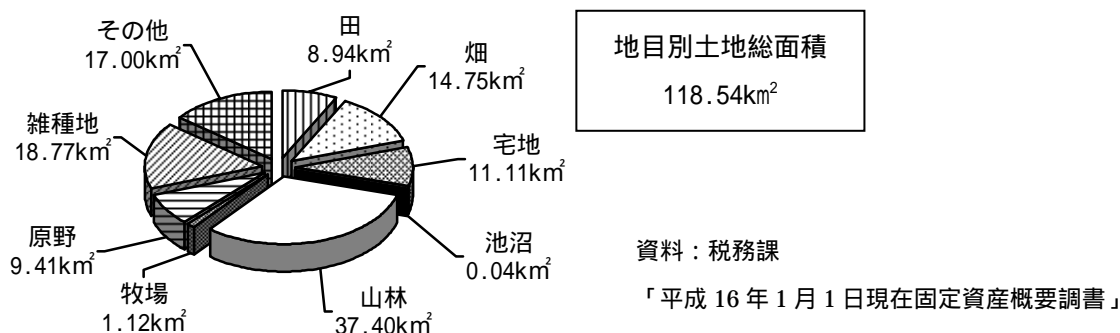 その他
17.00km²
田
8.94km²
畑
14.75km²
宅地
11.11km²
池沼
0.04km²
山林
37.40km²
牧場
1.12km²
原野
9.41km²
雑種地
18.77km²
地目別土地総面積
118.54km²
資料：税務課
「平成 16 年 1 月 1 日現在固定資産概要調書」